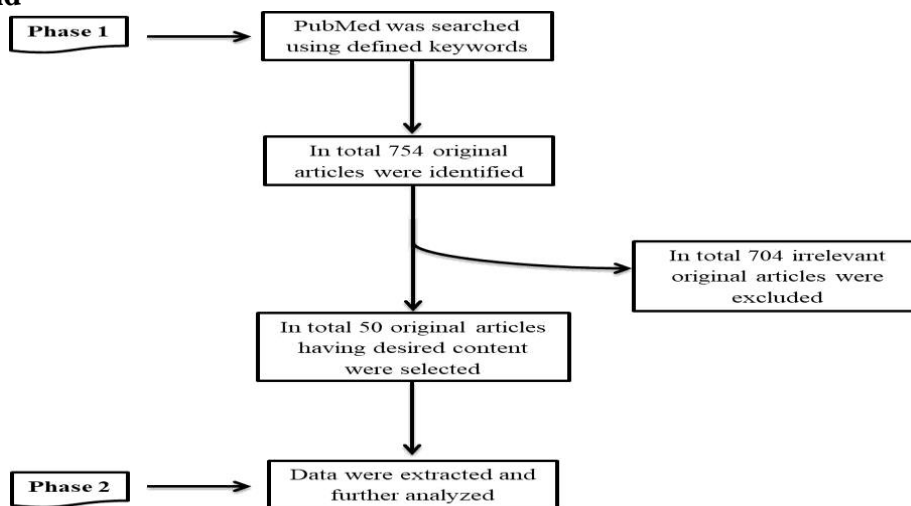 Phase 1
PubMed was searched
using defined keywords
In total 754 original
articles were identified
In total 704 irrelevant
original articles were
excluded
In total 50 original articles
having desired content
were selected
Phase 2
Data were extracted and
further analyzed